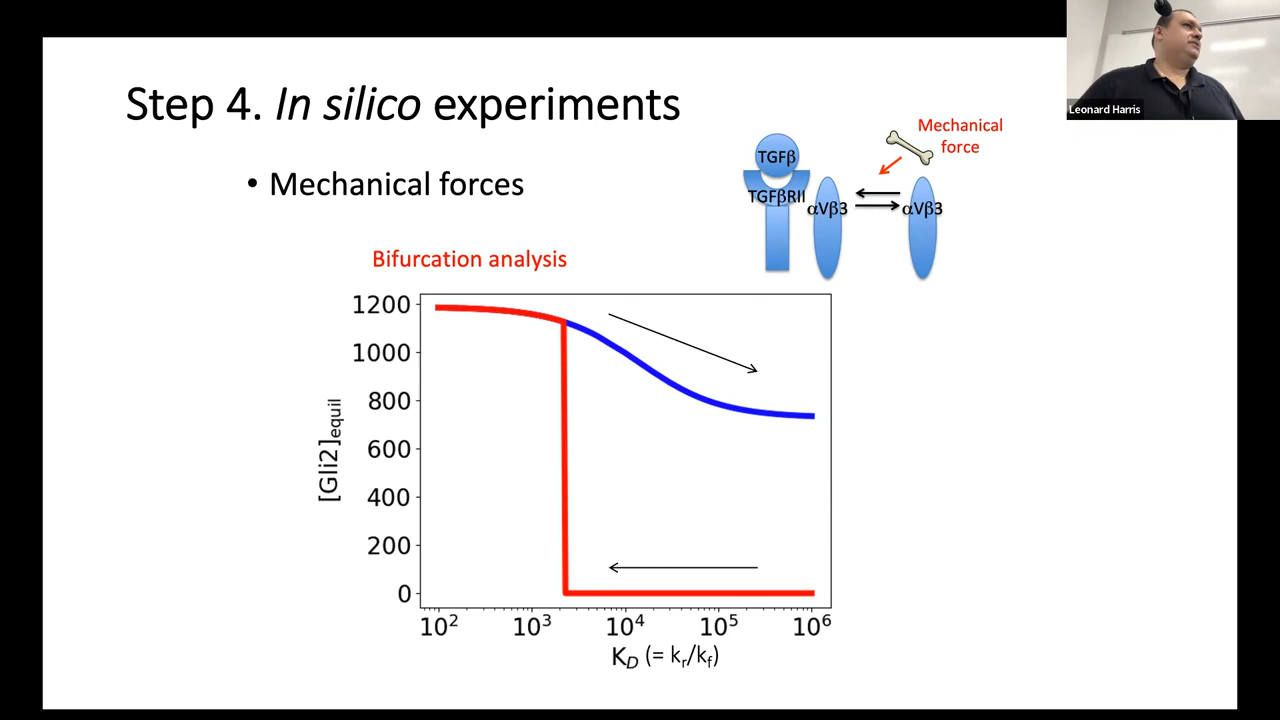 Leonard Harris
Step 4. In silico experiments
• Mechanical forces
Mechanical
force
TGFβ
TGFβRII
αVβ3
αVβ3
Bifurcation analysis
[Gli2]equil
1200
1000
800
600
400
200
0
10² 10³ 10⁴ 10⁵ 10⁶
K_D (= kᵣ/k_f)